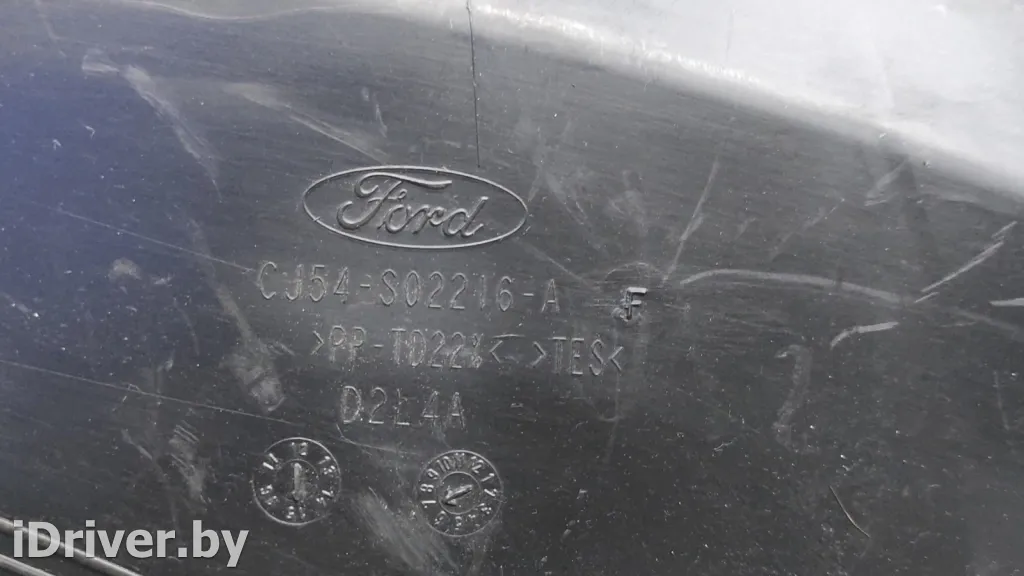 Ford
CJ54-S02216-A F
>PP-TD22%< >TES<
D2L4A
iDriver.by